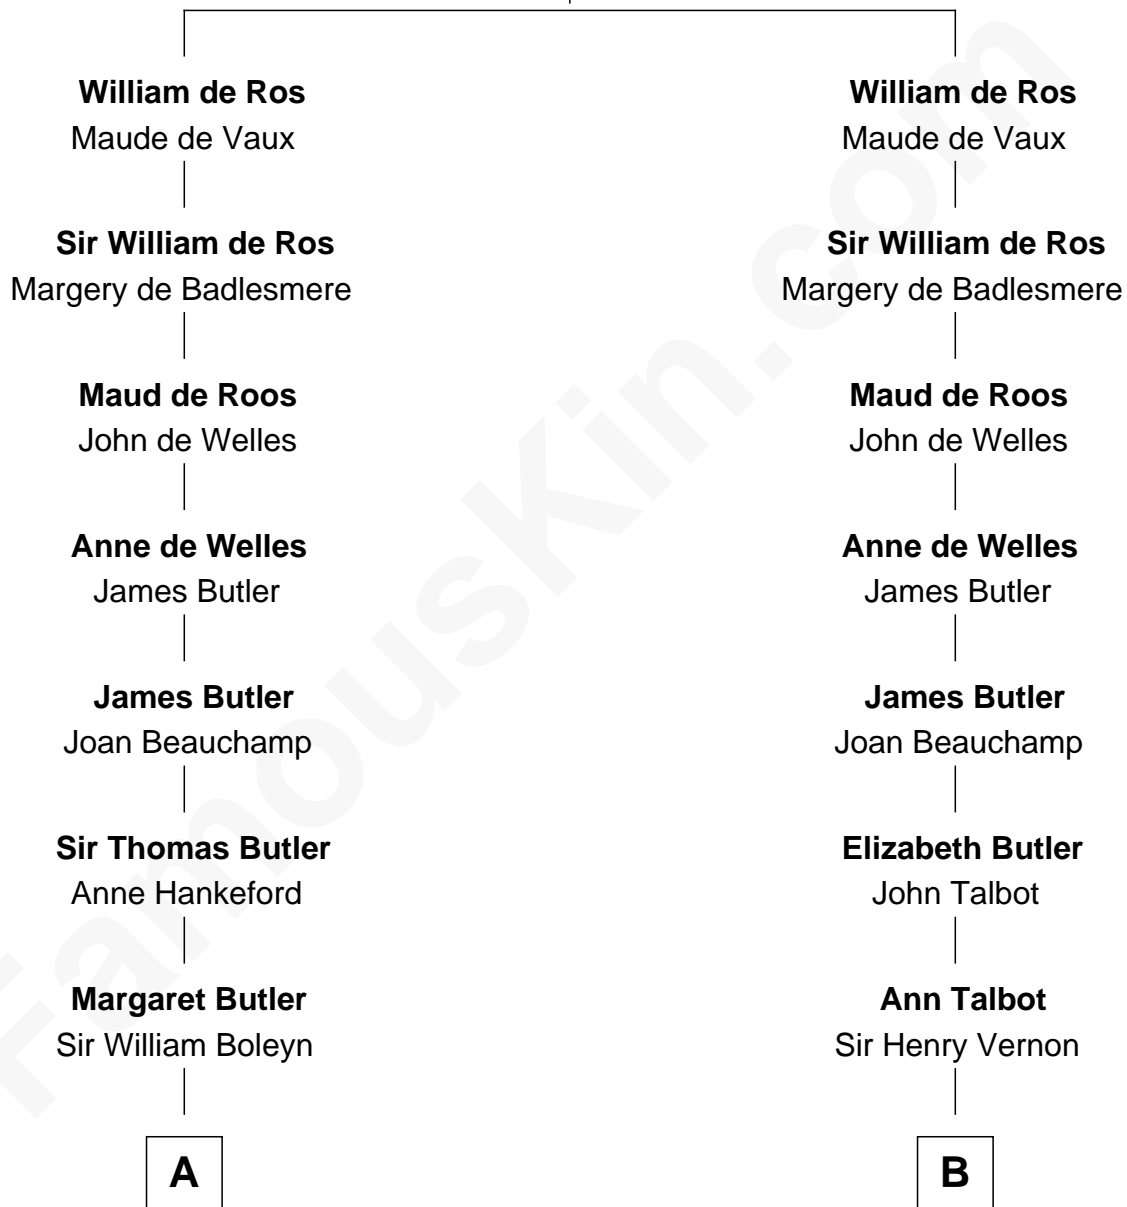 William de Ros
Maude de Vaux
Sir William de Ros
Margery de Badlesmere
Maud de Roos
John de Welles
Anne de Welles
James Butler
James Butler
Joan Beauchamp
Sir Thomas Butler
Anne Hankeford
Margaret Butler
Sir William Boleyn
A
William de Ros
Maude de Vaux
Sir William de Ros
Margery de Badlesmere
Maud de Roos
John de Welles
Anne de Welles
James Butler
James Butler
Joan Beauchamp
Elizabeth Butler
John Talbot
Ann Talbot
Sir Henry Vernon
B
FamousKin.com